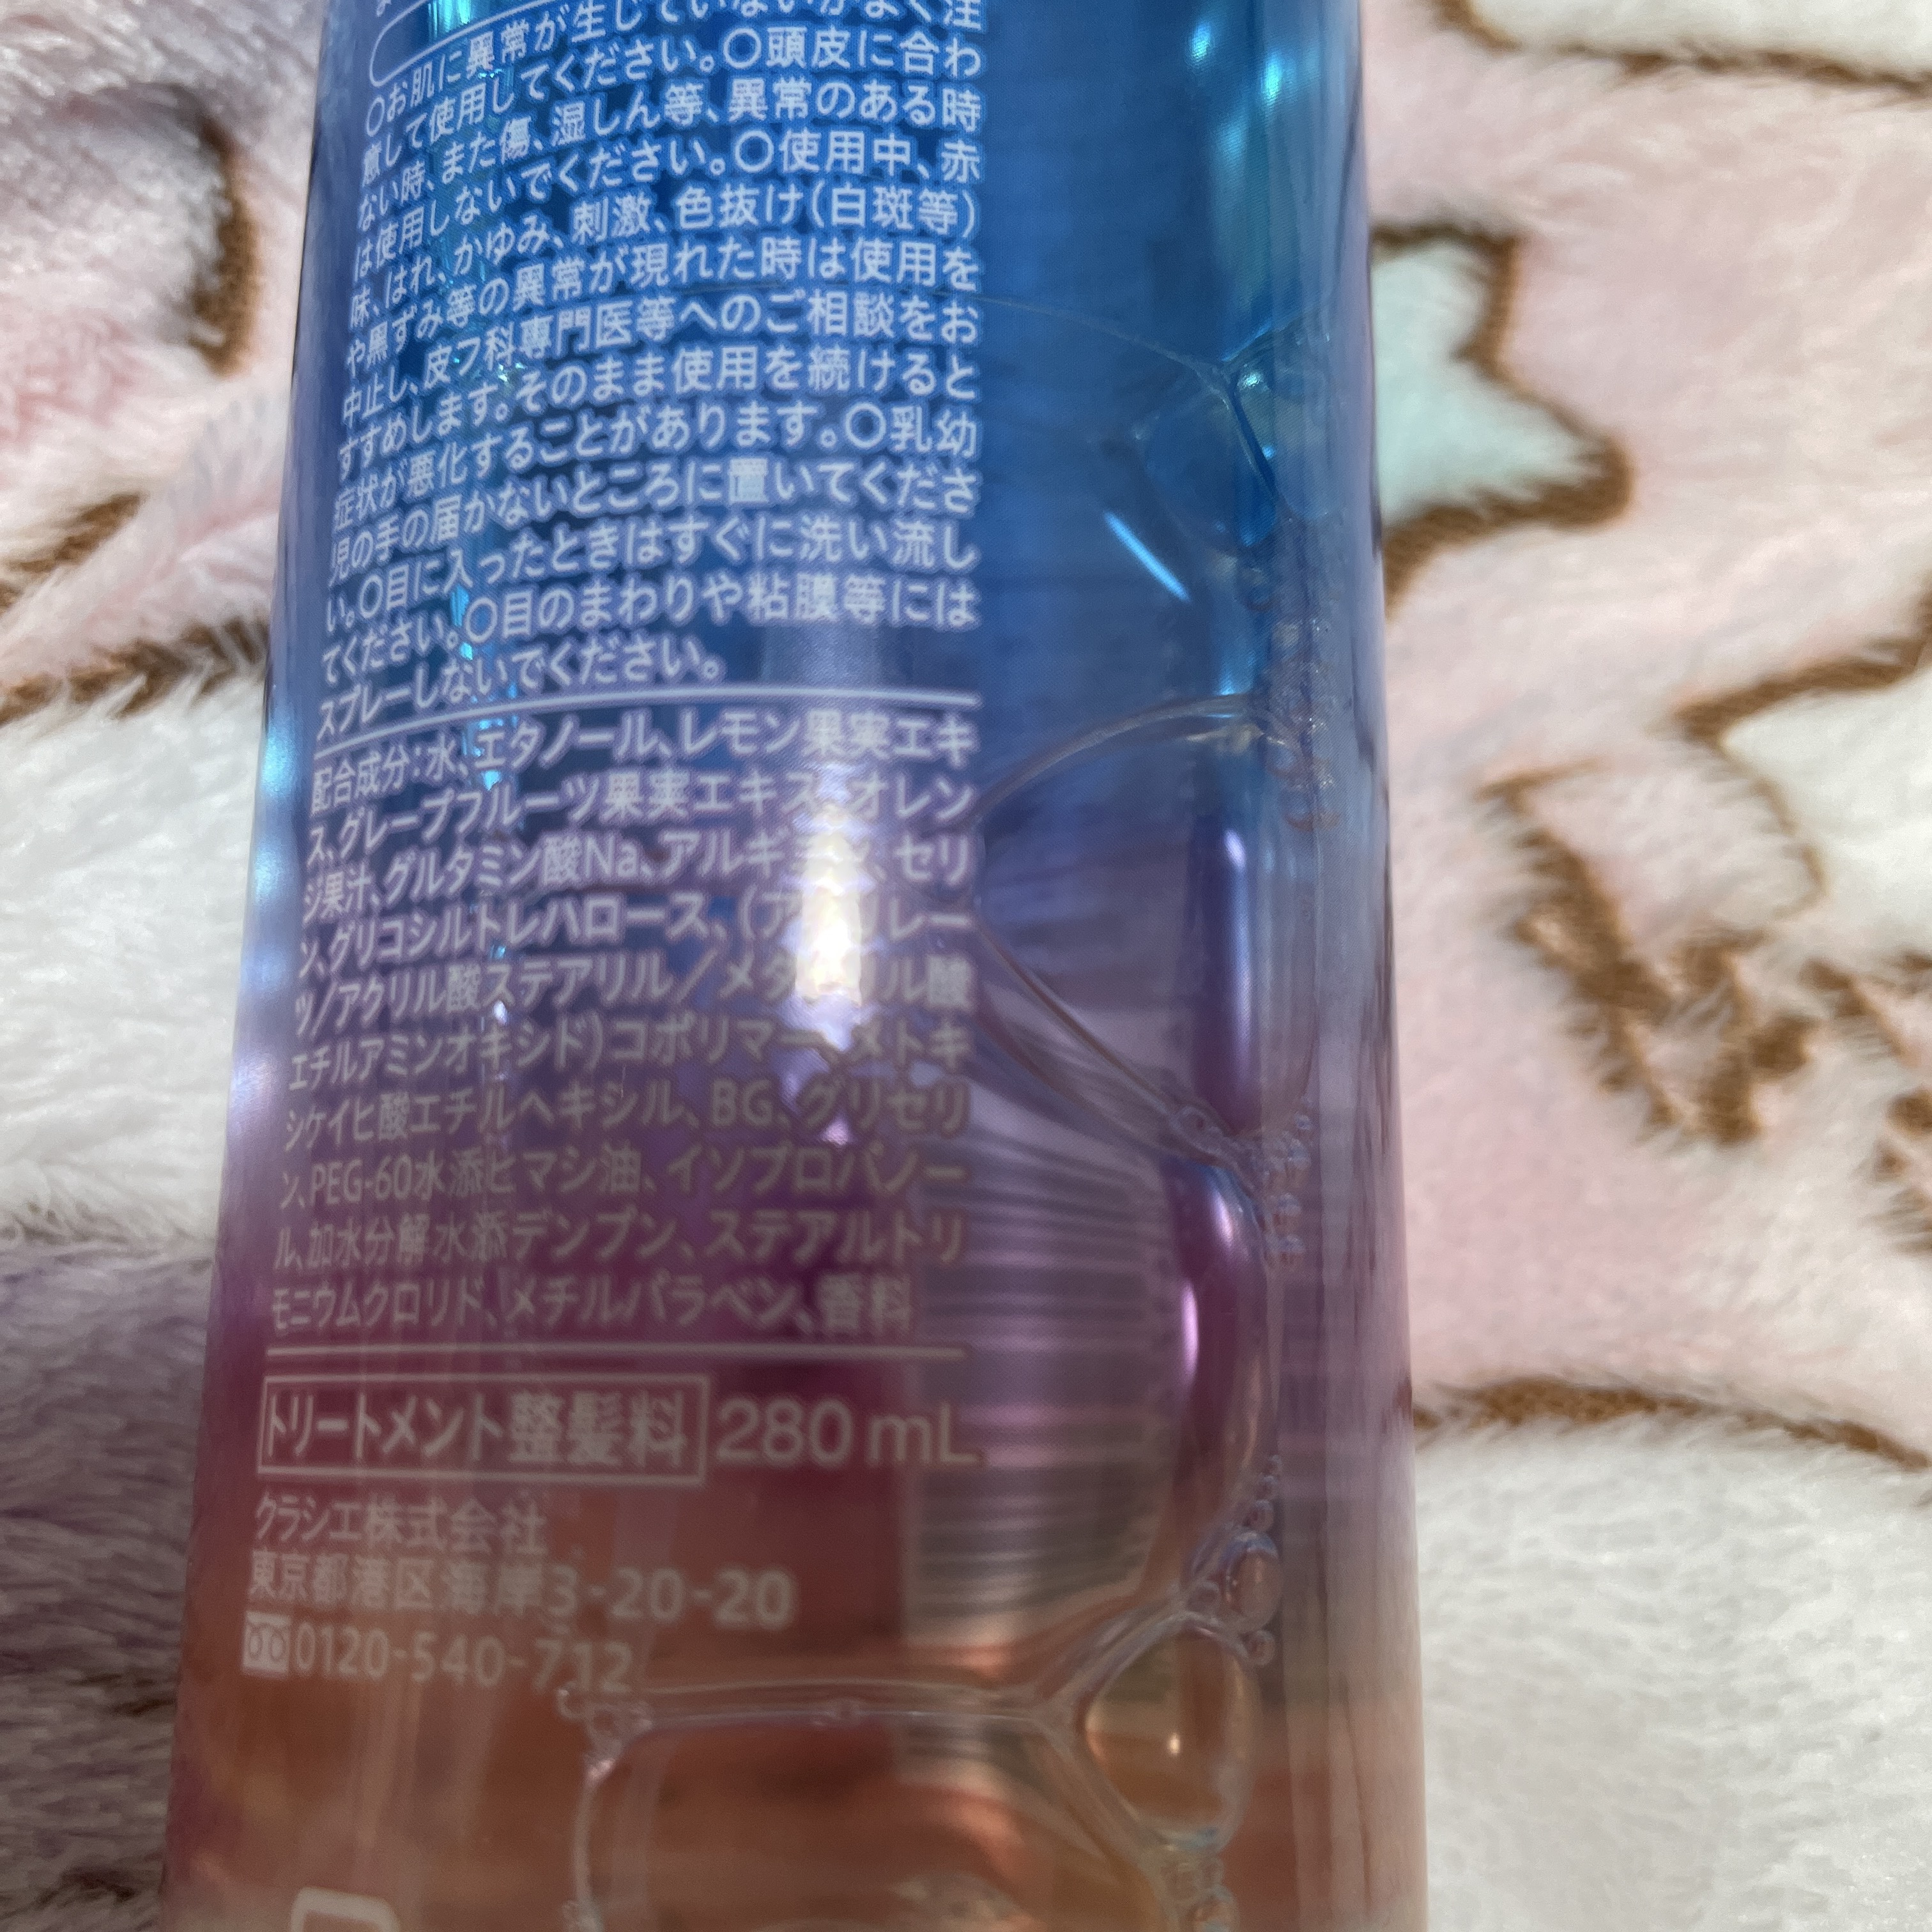 お肌に異常が生じていないかよく注
意して使用してください。○頭皮に合わ
ない時、また傷、湿しん等、異常のある時
は使用しないでください。○使用中、赤
味、はれ、かゆみ、刺激、色抜け(白斑等)
や黒ずみ等の異常が現れた時は使用を
中止し、皮フ科専門医等へのご相談をお
すすめします。そのまま使用を続けると
症状が悪化することがあります。○乳幼
児の手の届かないところに置いてくださ
い。○目に入ったときはすぐに洗い流し
てください。○目のまわりや粘膜等には
スプレーしないでください。
配合成分:水、エタノール、レモン果実エキ
ス、グレープフルーツ果実エキス、オレン
ジ果汁、グルタミン酸Na、アルギニン、セリ
ン、グリコシルトレハロース、(アクリレー
ツ/アクリル酸ステアリル/メタクリル酸
エチルアミンオキシド)コポリマー、メトキ
シケイヒ酸エチルヘキシル、BG、グリセリ
ン、PEG-60水添ヒマシ油、イソプロパノー
ル、加水分解水添デンプン、ステアルトリ
モニウムクロリド、メチルパラベン、香料
トリートメント整髪料 280mL
クラシエ株式会社
東京都港区海岸3-20-20
0120-540-712